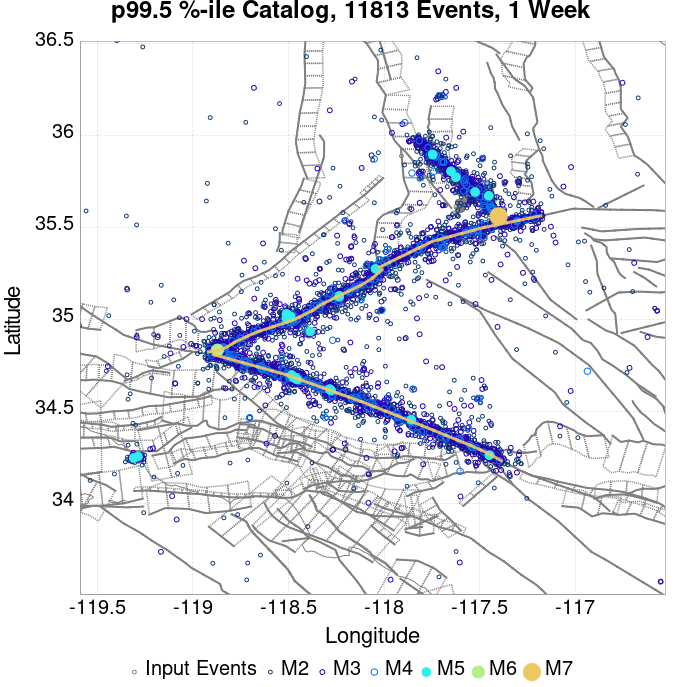 p99.5 %-ile Catalog, 11813 Events, 1 Week
36.5
36
35.5
35
34.5
34
Latitude
-119.5 -119 -118.5 -118 -117.5 -117
Longitude
Input Events M2 M3 M4 M5 M6 M7